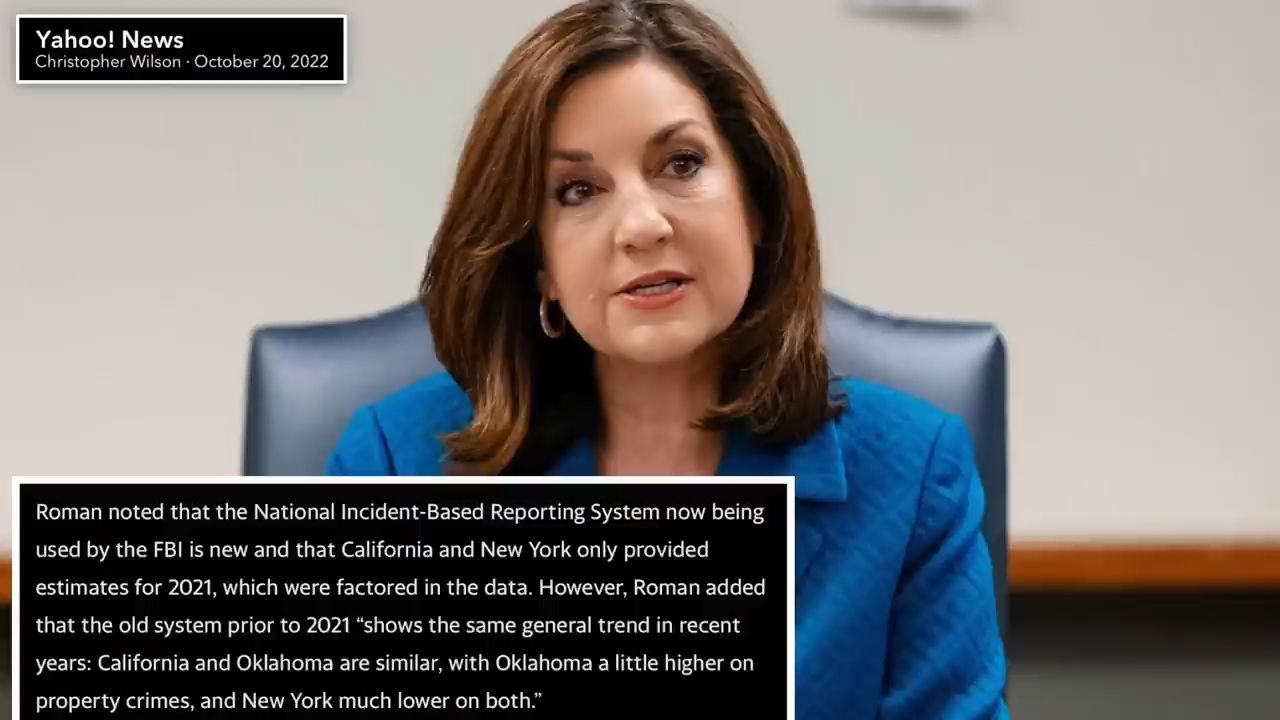 Yahoo! News
Christopher Wilson · October 20, 2022
Roman noted that the National Incident-Based Reporting System now being
used by the FBI is new and that California and New York only provided
estimates for 2021, which were factored in the data. However, Roman added
that the old system prior to 2021 “shows the same general trend in recent
years: California and Oklahoma are similar, with Oklahoma a little higher on
property crimes, and New York much lower on both.”